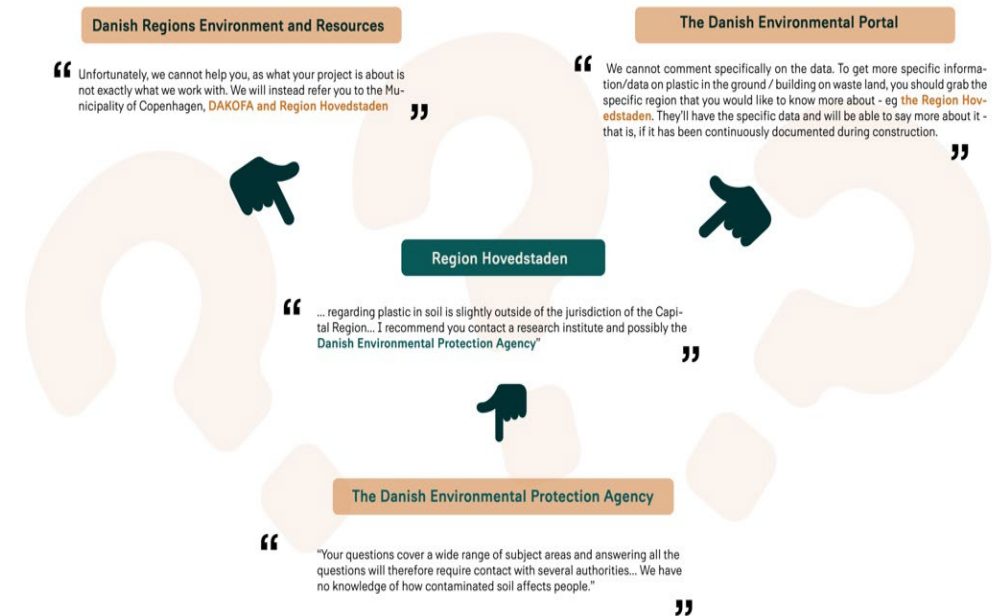 Danish Regions Environment and Resources
“ Unfortunately, we cannot help you, as what your project is about is
not exactly what we work with. We will instead refer you to the Mu-
nicipality of Copenhagen, DAKOFA and Region Hovedstaden ”
The Danish Environmental Portal
“ We cannot comment specifically on the data. To get more specific informa-
tion/data on plastic in the ground / building on waste land, you should grab the
specific region that you would like to know more about - eg the Region Hov-
edstaden. They'll have the specific data and will be able to say more about it -
that is, if it has been continuously documented during construction.
”
Region Hovedstaden
“ ... regarding plastic in soil is slightly outside of the jurisdiction of the Capi-
tal Region... I recommend you contact a research institute and possibly the
Danish Environmental Protection Agency”
”
The Danish Environmental Protection Agency
“
“Your questions cover a wide range of subject areas and answering all the
questions will therefore require contact with several authorities... We have
no knowledge of how contaminated soil affects people.”
”